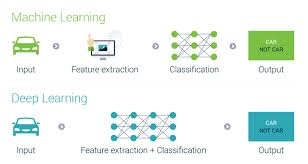 Machine Learning
CAR
NOT CAR
Input
Feature extraction
Classification
Output
Deep Learning
CAR
NOT CAR
Input
Feature extraction + Classification
Output